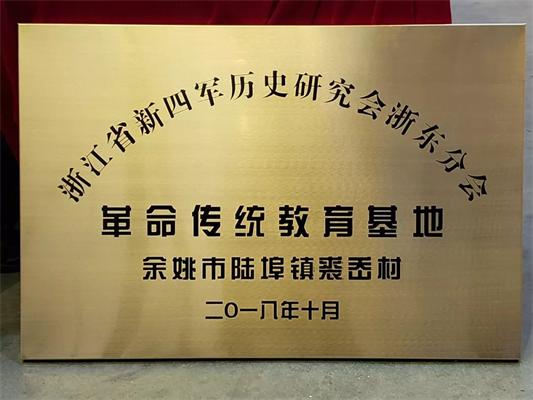 浙江省新四军历史研究会浙东分会
革命传统教育基地
余姚市陆埠镇裘岙村
二〇一八年十月